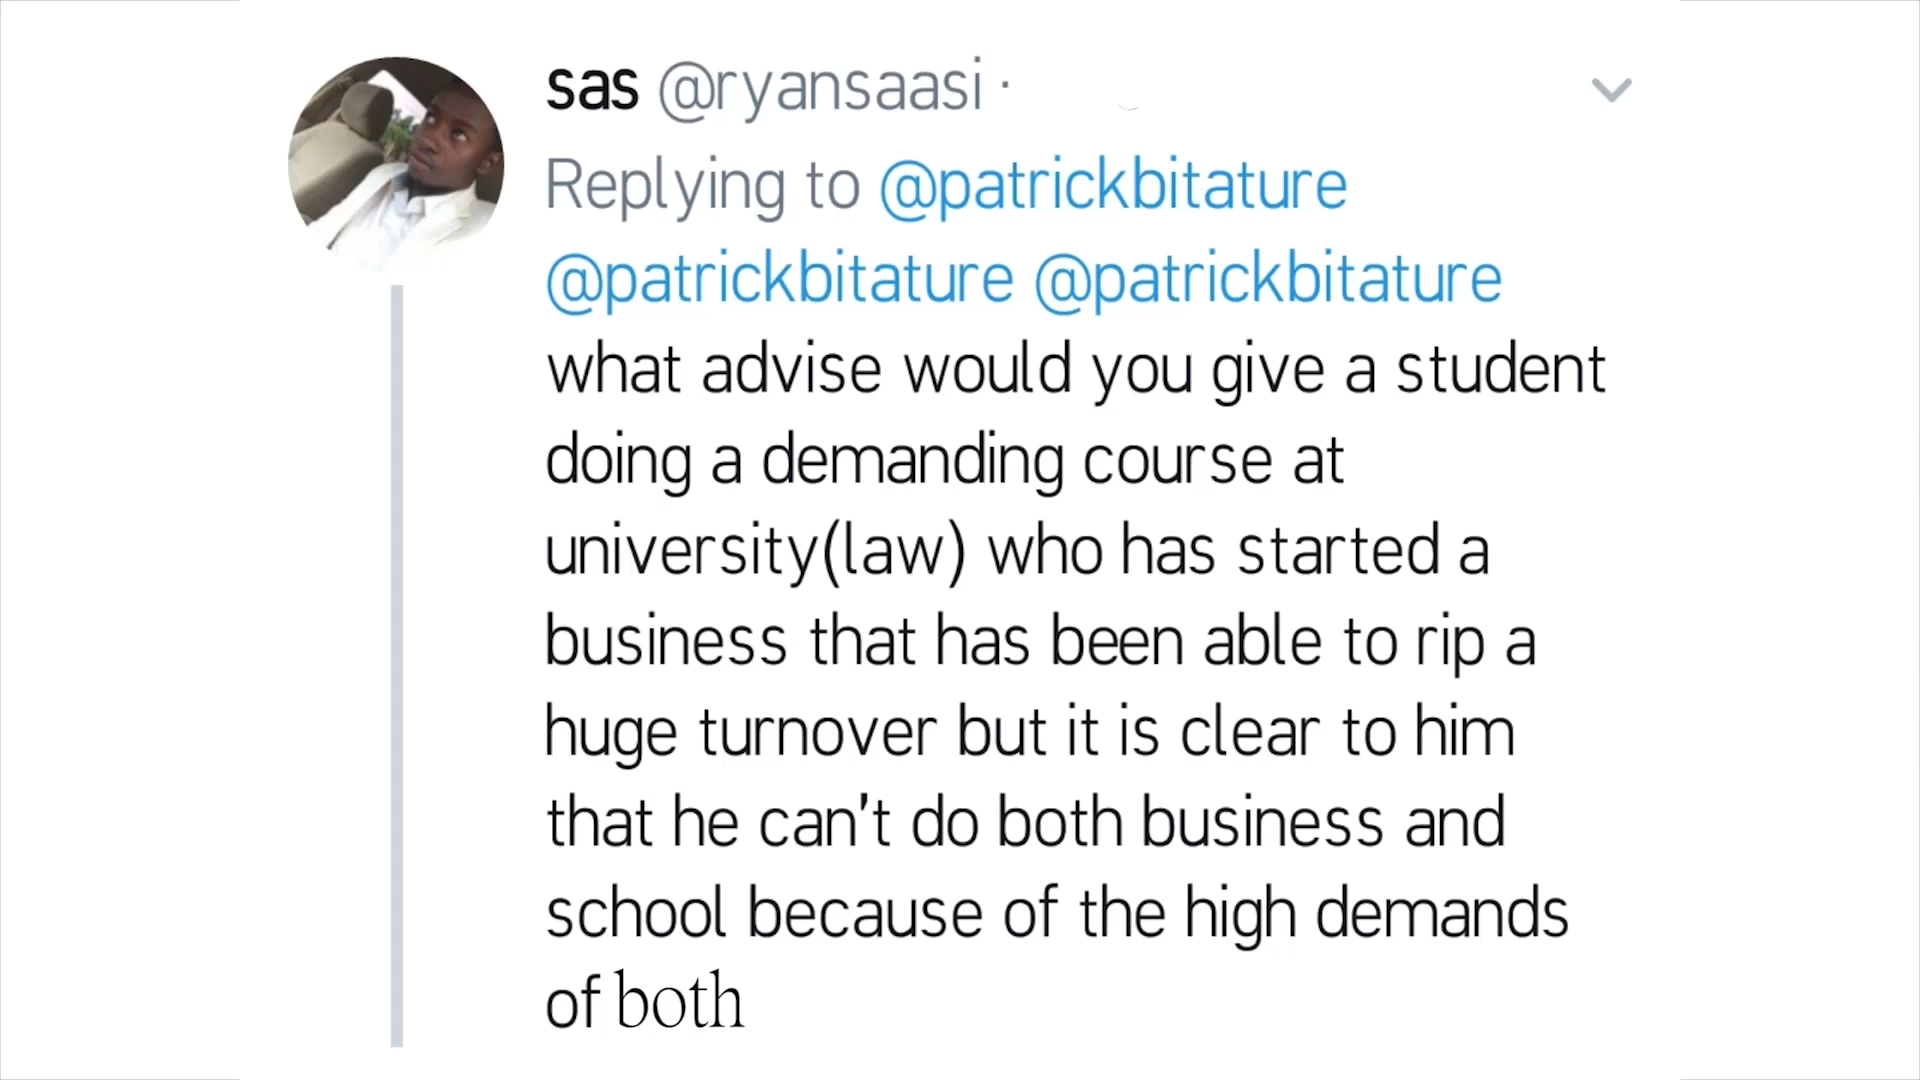 sas @ryansaasi ·
Replying to @patrickbitature
@patrickbitature @patrickbitature
what advise would you give a student
doing a demanding course at
university(law) who has started a
business that has been able to rip a
huge turnover but it is clear to him
that he can't do both business and
school because of the high demands
of both